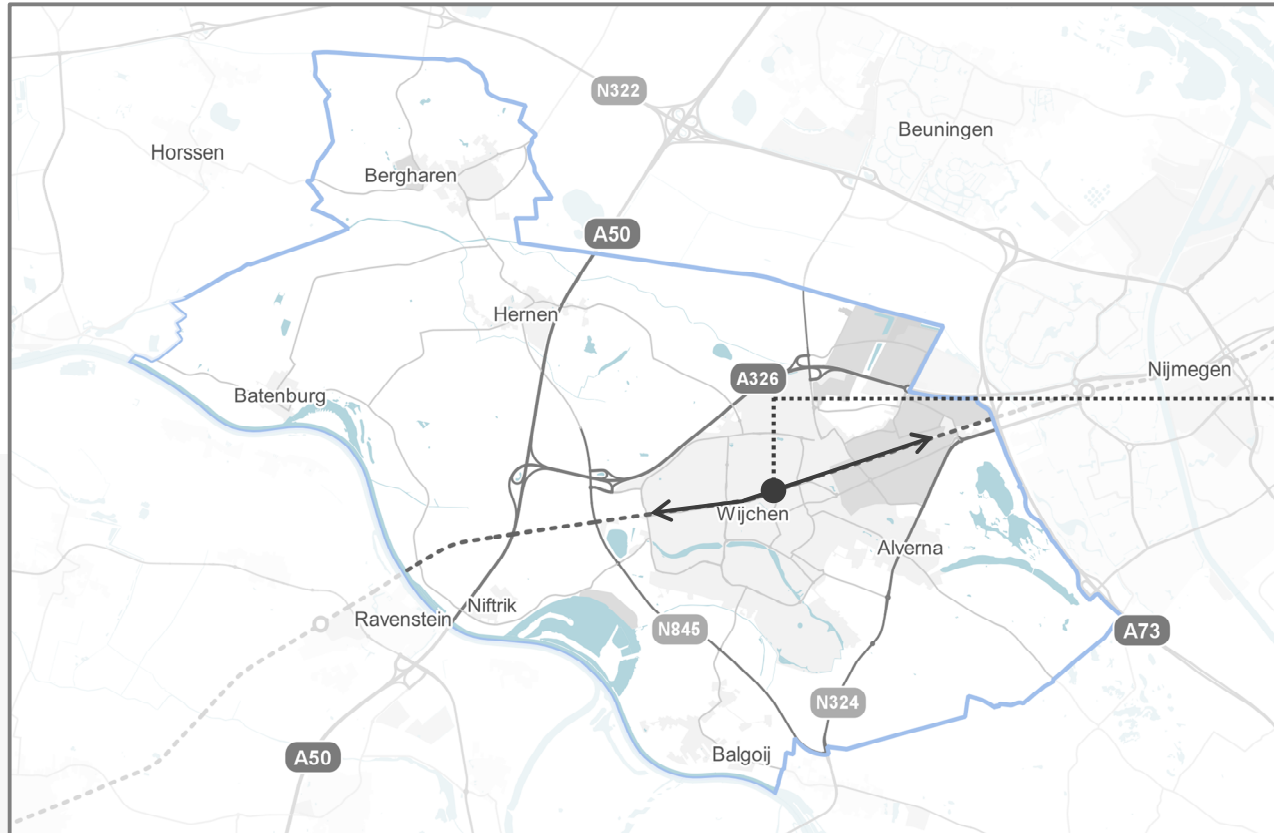 N322
Beuningen
Horssen
Bergharen
A50
Hernen
Nijmegen
A326
Batenburg
Wijchen
Alverna
Niftrik
Ravenstein
N845
A73
N324
Balgoij
A50